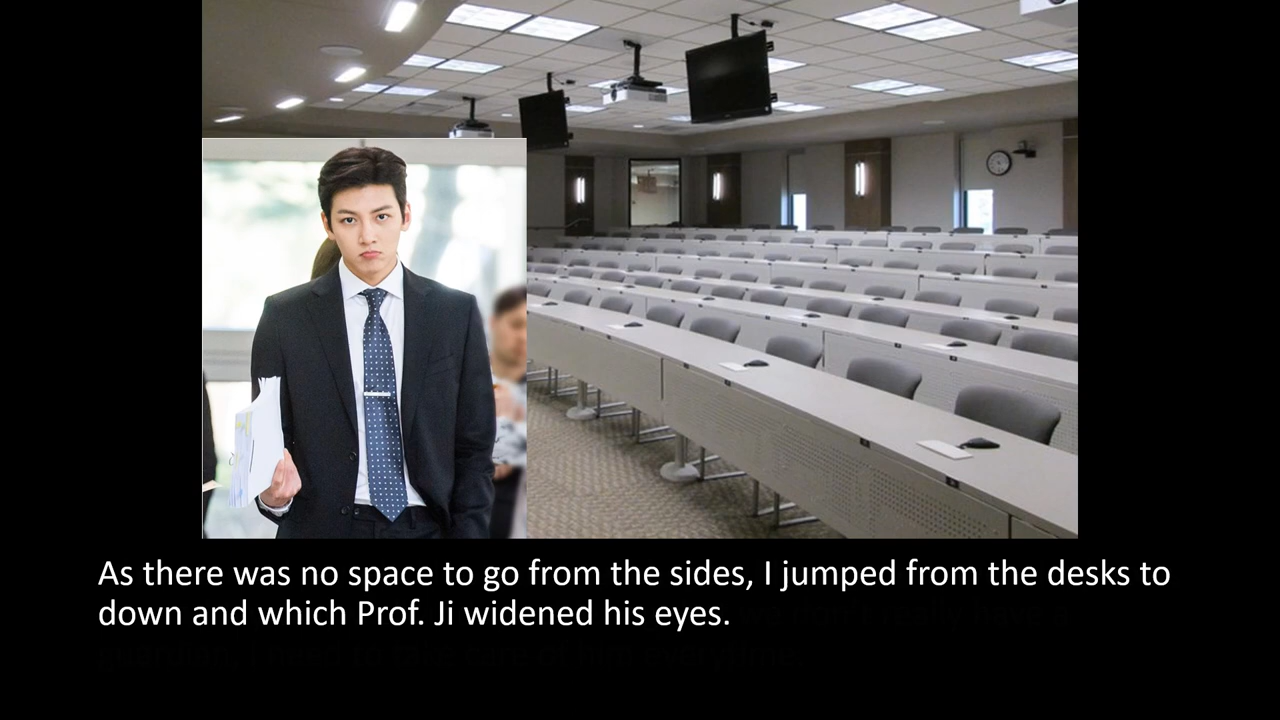 As there was no space to go from the sides, I jumped from the desks to
down and which Prof. Ji widened his eyes.